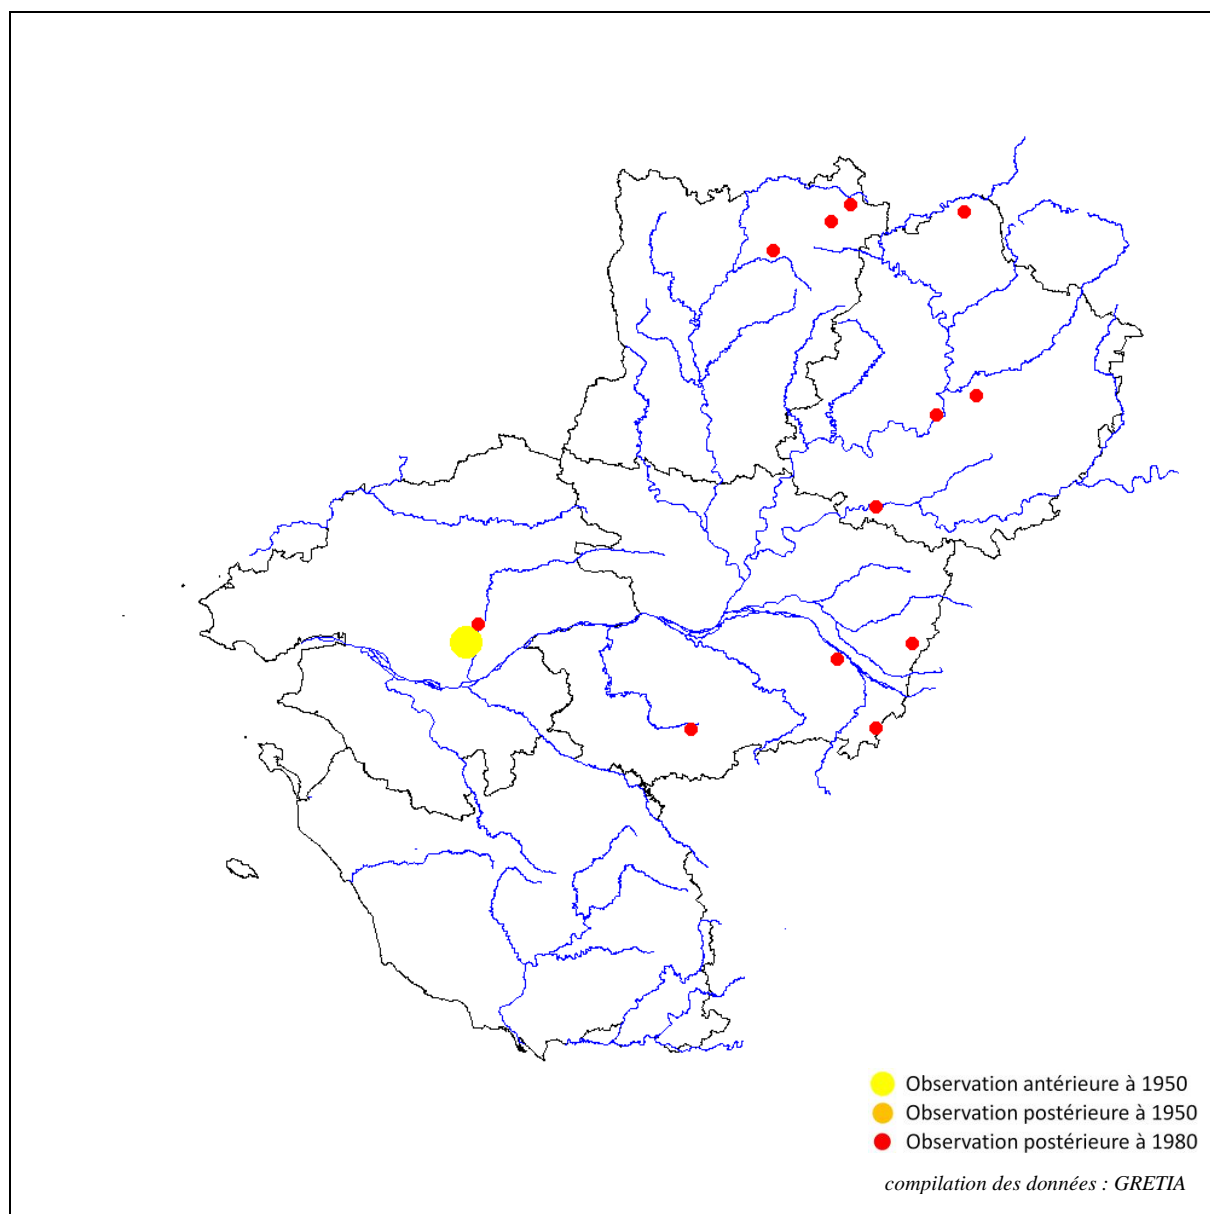 Observation antérieure à 1950
Observation postérieure à 1950
Observation postérieure à 1980
compilation des données : GRETIA